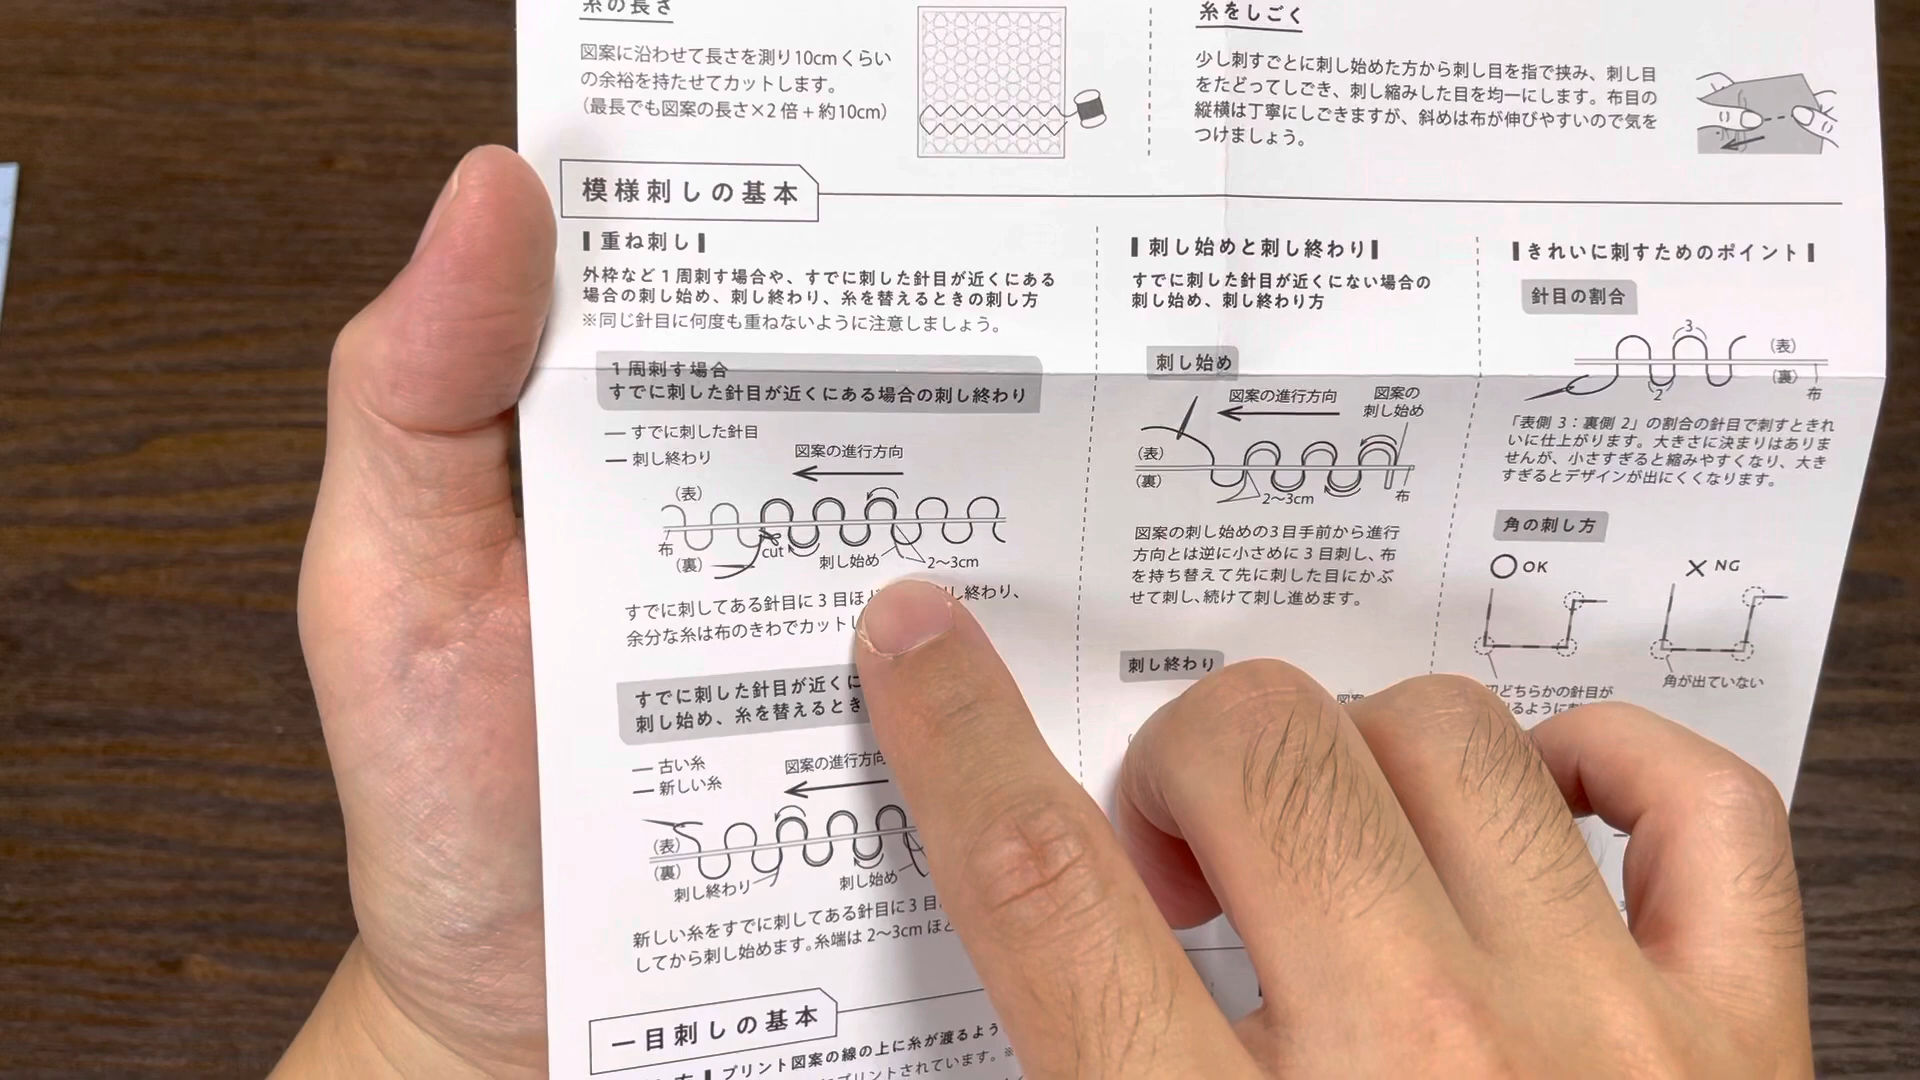 糸の長さ
図案に沿わせて長さを測り10cmくらい
の余裕を持たせてカットします。
（最長でも図案の長さ×2倍+約10cm）
糸をしごく
少し刺すごとに刺し始めた方から刺し目を指で挟み、刺し目
をたどってしごき、刺し縮みした目を均一にします。布目の
縦横は丁寧にしごきますが、斜めは布が伸びやすいので気を
つけましょう。
模様刺しの基本
重ね刺し
外枠など1周刺す場合や、すでに刺した針目が近くにある
場合の刺し始め、刺し終わり、糸を替えるときの刺し方
※同じ針目に何度も重ねないように注意しましょう。
1周刺す場合
すでに刺した針目が近くにある場合の刺し終わり
すでに刺した針目
刺し終わり
図案の進行方向
（表）
布
（裏）
cut
刺し始め
2〜3cm
すでに刺してある針目に3目ほ
し終わり、
余分な糸は布のきわでカットし
すでに刺した針目が近くに
刺し始め、糸を替えるとき
古い糸
新しい糸
図案の進行方向
（表）
（裏）
刺し終わり
刺し始め
新しい糸をすでに刺してある針目に3目
してから刺し始めます。糸端は2〜3cmほど
刺し始めと刺し終わり
すでに刺した針目が近くにない場合の
刺し始め、刺し終わり方
刺し始め
図案の進行方向
図案の
刺し始め
（表）
（裏）
2〜3cm
布
図案の刺し始めの3目手前から進行
方向とは逆に小さめに3目刺し、布
を持ち替えて先に刺した目にかぶ
せて刺し、続けて刺し進めます。
刺し終わり
図案
きれいに刺すためのポイント
針目の割合
3
（表）
（裏）
2
布
「表側3：裏側2」の割合の針目で刺すときれ
いに仕上がります。大きさに決まりはありま
せんが、小さすぎると縮みやすくなり、大き
すぎるとデザインが出にくくなります。
角の刺し方
OK
NG
辺どちらかの針目が
るように刺
角が出ていない
一目刺しの基本
プリント図案の線の上に糸が渡るよう
プリントされています。※